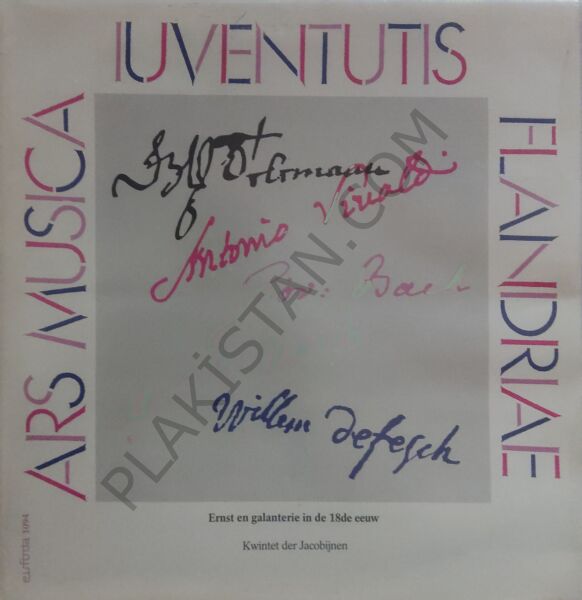 IUVENTUTIS
ARS MUSICA
FLANDRIAE
Telemann
Antonio Vivaldi
Bach
Willem Defesch
PLAKİSTAN.COM
Ernst en galanterie in de 18de eeuw
Kwintet der Jacobijnen
eufoda 1094